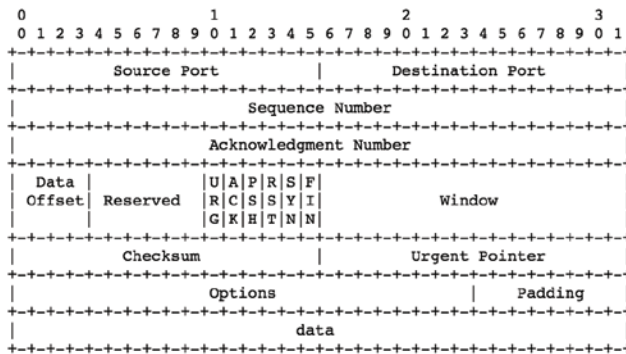 0                   1                   2                   3
0 1 2 3 4 5 6 7 8 9 0 1 2 3 4 5 6 7 8 9 0 1 2 3 4 5 6 7 8 9 0 1
+-+-+-+-+-+-+-+-+-+-+-+-+-+-+-+-+-+-+-+-+-+-+-+-+-+-+-+-+-+-+-+-+
|          Source Port          |       Destination Port        |
+-+-+-+-+-+-+-+-+-+-+-+-+-+-+-+-+-+-+-+-+-+-+-+-+-+-+-+-+-+-+-+-+
|                        Sequence Number                        |
+-+-+-+-+-+-+-+-+-+-+-+-+-+-+-+-+-+-+-+-+-+-+-+-+-+-+-+-+-+-+-+-+
|                    Acknowledgment Number                      |
+-+-+-+-+-+-+-+-+-+-+-+-+-+-+-+-+-+-+-+-+-+-+-+-+-+-+-+-+-+-+-+-+
|  Data |           |U|A|P|R|S|F|                               |
| Offset| Reserved  |R|C|S|S|Y|I|            Window             |
|       |           |G|K|H|T|N|N|                               |
+-+-+-+-+-+-+-+-+-+-+-+-+-+-+-+-+-+-+-+-+-+-+-+-+-+-+-+-+-+-+-+-+
|           Checksum            |         Urgent Pointer        |
+-+-+-+-+-+-+-+-+-+-+-+-+-+-+-+-+-+-+-+-+-+-+-+-+-+-+-+-+-+-+-+-+
|                    Options                    |    Padding    |
+-+-+-+-+-+-+-+-+-+-+-+-+-+-+-+-+-+-+-+-+-+-+-+-+-+-+-+-+-+-+-+-+
|                             data                              |
+-+-+-+-+-+-+-+-+-+-+-+-+-+-+-+-+-+-+-+-+-+-+-+-+-+-+-+-+-+-+-+-+